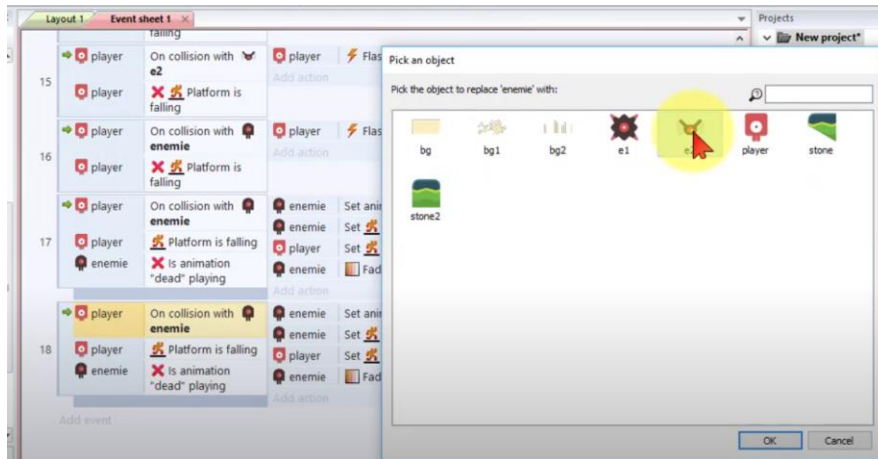 Layout 1
Event sheet 1
Projects
New project*
falling
15
player
On collision with
e2
player
Flas
Add action
player
Platform is
falling
16
player
On collision with
enemie
player
Flas
Add action
player
Platform is
falling
17
player
On collision with
enemie
enemie
Set anir
enemie
Set
player
Platform is falling
player
Set
enemie
Is animation
"dead" playing
enemie
Fad
Add action
18
player
On collision with
enemie
enemie
Set anir
enemie
Set
player
Platform is falling
player
Set
enemie
Is animation
"dead" playing
enemie
Fad
Add action
Add event
Pick an object
Pick the object to replace 'enemie' with:
bg
bg1
bg2
e1
player
stone
stone2
OK
Cancel